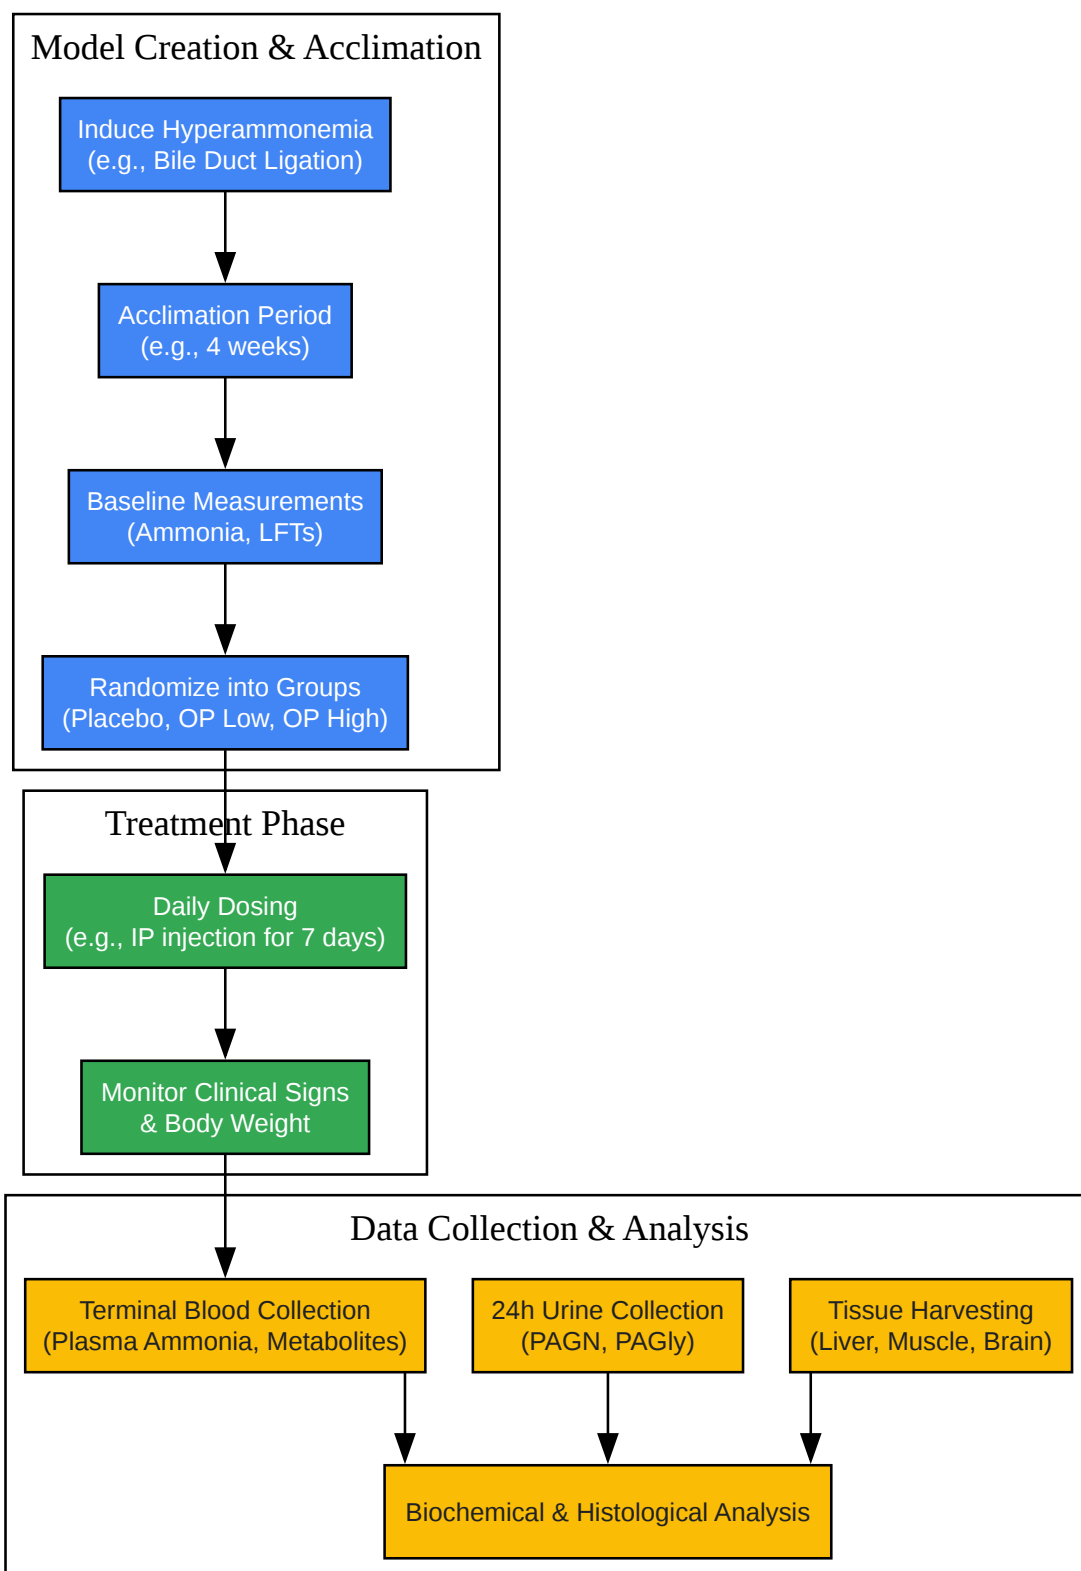 Model Creation & Acclimation
Induce Hyperammonemia
(e.g., Bile Duct Ligation)
Acclimation Period
(e.g., 4 weeks)
Baseline Measurements
(Ammonia, LFTs)
Randomize into Groups
(Placebo, OP Low, OP High)
Treatment Phase
Daily Dosing
(e.g., IP injection for 7 days)
Monitor Clinical Signs
& Body Weight
Data Collection & Analysis
Terminal Blood Collection
(Plasma Ammonia, Metabolites)
24h Urine Collection
(PAGN, PAGly)
Tissue Harvesting
(Liver, Muscle, Brain)
Biochemical & Histological Analysis